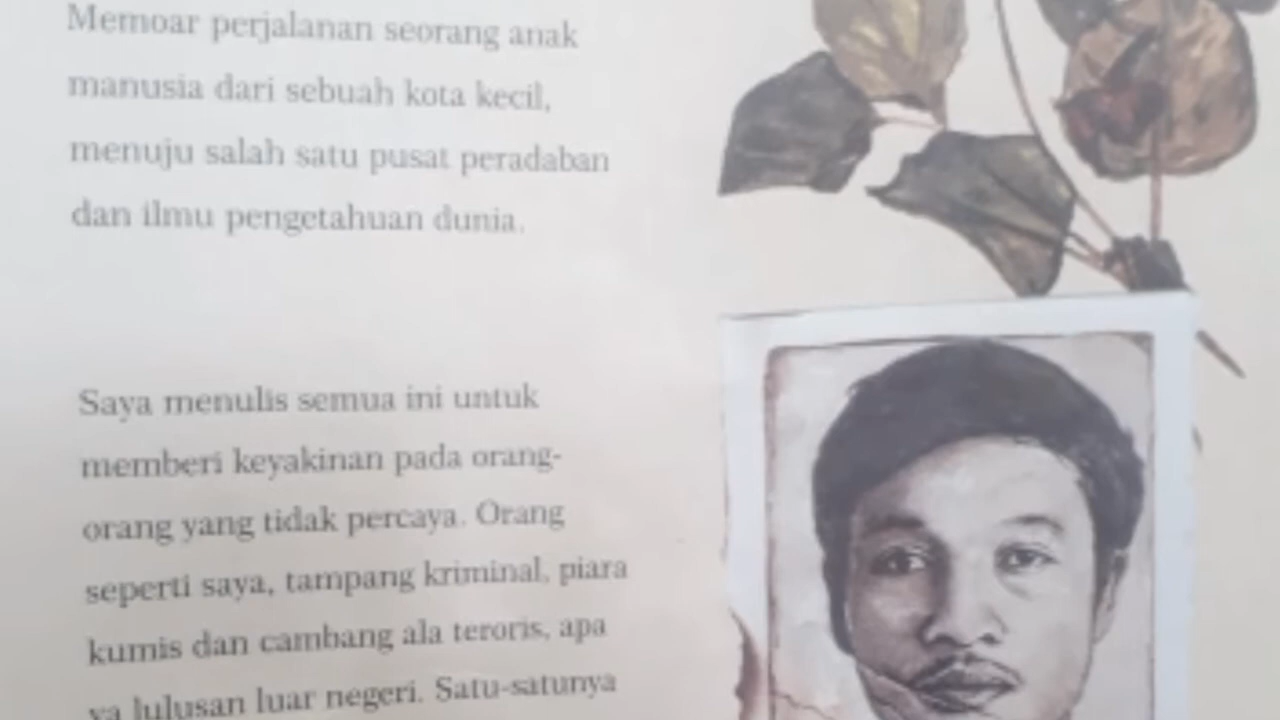 Memoar perjalanan seorang anak
manusia dari sebuah kota kecil,
menuju salah satu pusat peradaban
dan ilmu pengetahuan dunia.
Saya menulis semua ini untuk
memberi keyakinan pada orang-
orang yang tidak percaya. Orang
seperti saya, tampang kriminal, piara
kumis dan cambang ala teroris, apa
ya lulusan luar negeri. Satu-satunya